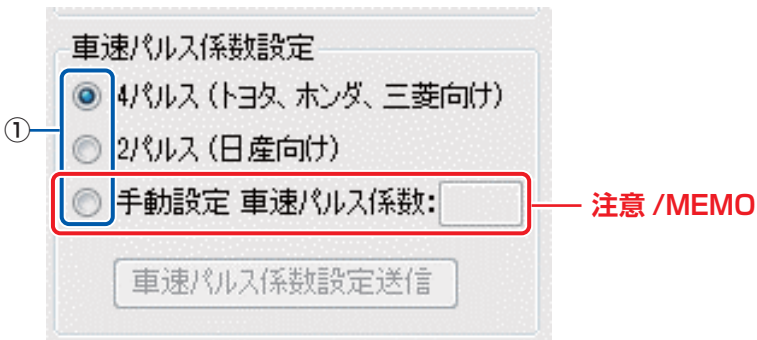 車速パルス係数設定
4パルス (トヨタ、ホンダ、三菱向け)
①
2パルス (日産向け)
手動設定 車速パルス係数:
注意 /MEMO
車速パルス係数設定送信